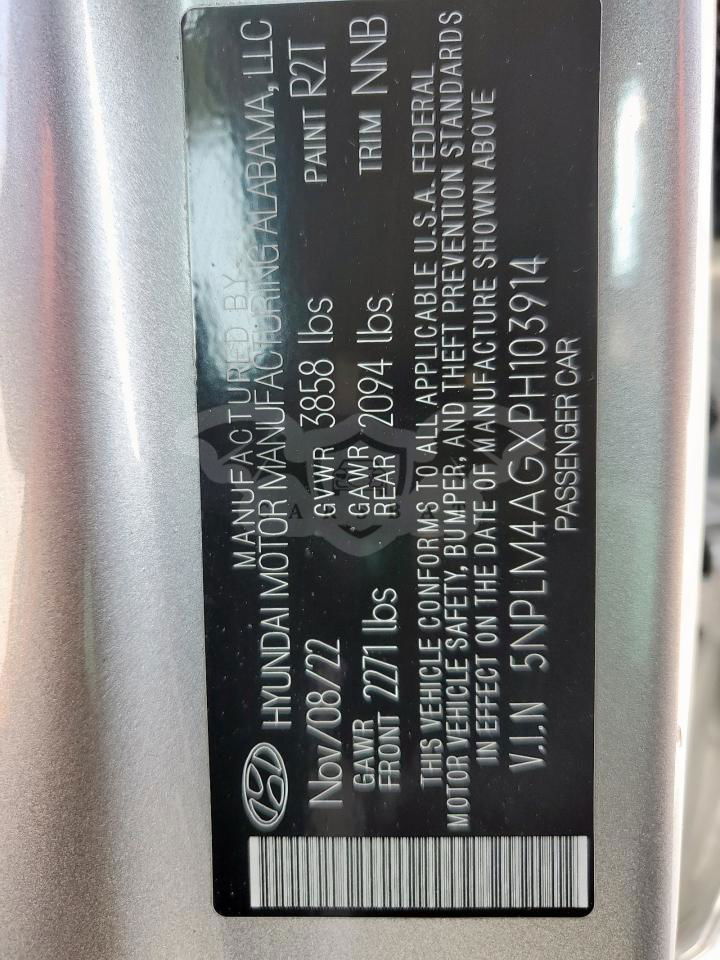 MANUFACTURED BY
HYUNDAI MOTOR MANUFACTURING ALABAMA, LLC
Nov/08/22 GVWR 3858 lbs PAINT R2T
GAWR FRONT 2271 lbs GAWR REAR 2094 lbs TRIM NNB
THIS VEHICLE CONFORMS TO ALL APPLICABLE U.S.A. FEDERAL
MOTOR VEHICLE SAFETY, BUMPER, AND THEFT PREVENTION STANDARDS
IN EFFECT ON THE DATE OF MANUFACTURE SHOWN ABOVE
V.I.N 5NPLM4AGXPH103914
PASSENGER CAR